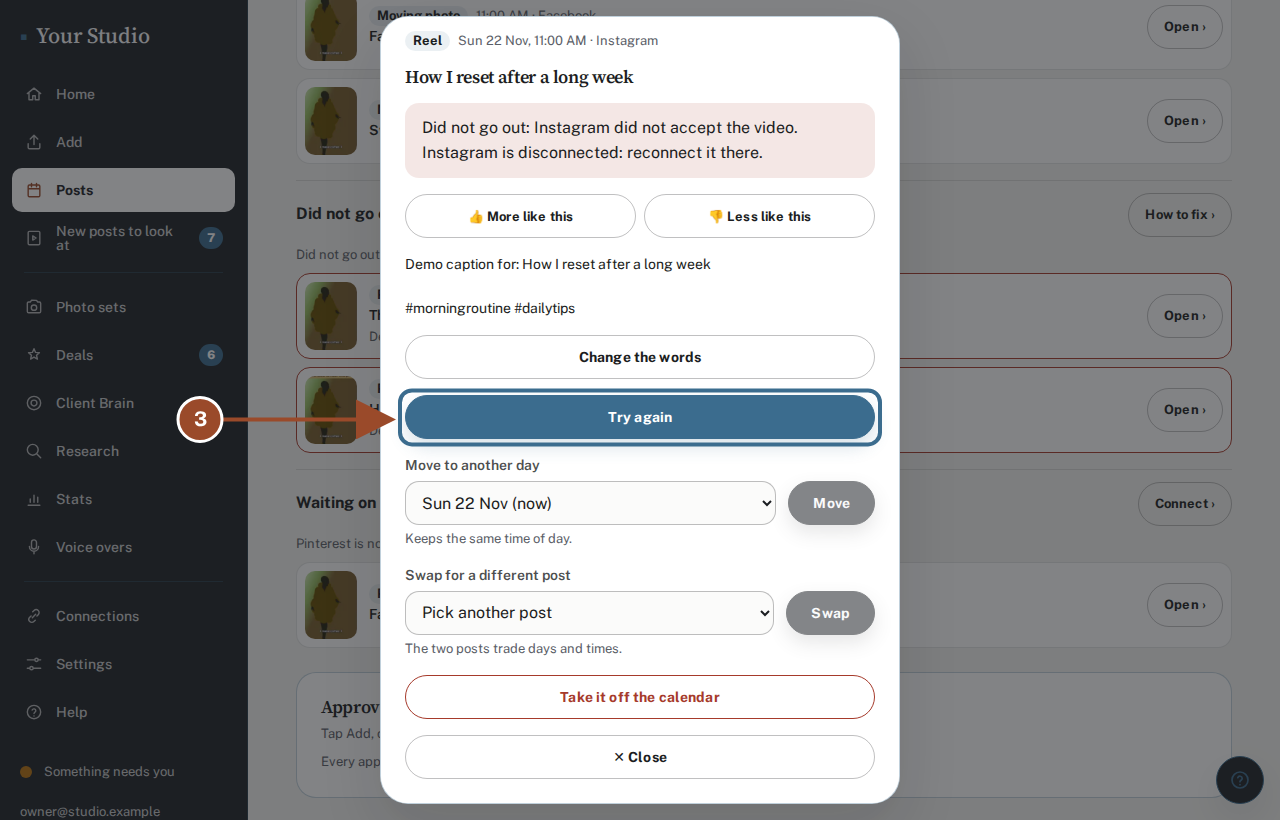 Your Studio
Home
Add
Posts
New posts to look
at
7
Photo sets
Deals
6
Client Brain
Research
Stats
Voice overs
Connections
Settings
Help
Something needs you
owner@studio.example
Moving photo 11:00 AM · Facebook
Open ›
Open ›
Did not go
How to fix ›
Did not go out
Open ›
Open ›
Waiting on
Connect ›
Pinterest is
Open ›
Tap Add,
Every
Reel Sun 22 Nov, 11:00 AM · Instagram
How I reset after a long week
Did not go out: Instagram did not accept the video.
Instagram is disconnected: reconnect it there.
👍 More like this
👎 Less like this
Demo caption for: How I reset after a long week
#morningroutine #dailytips
Change the words
3
Try again
Move to another day
Sun 22 Nov (now)
Move
Keeps the same time of day.
Swap for a different post
Pick another post
Swap
The two posts trade days and times.
Take it off the calendar
× Close